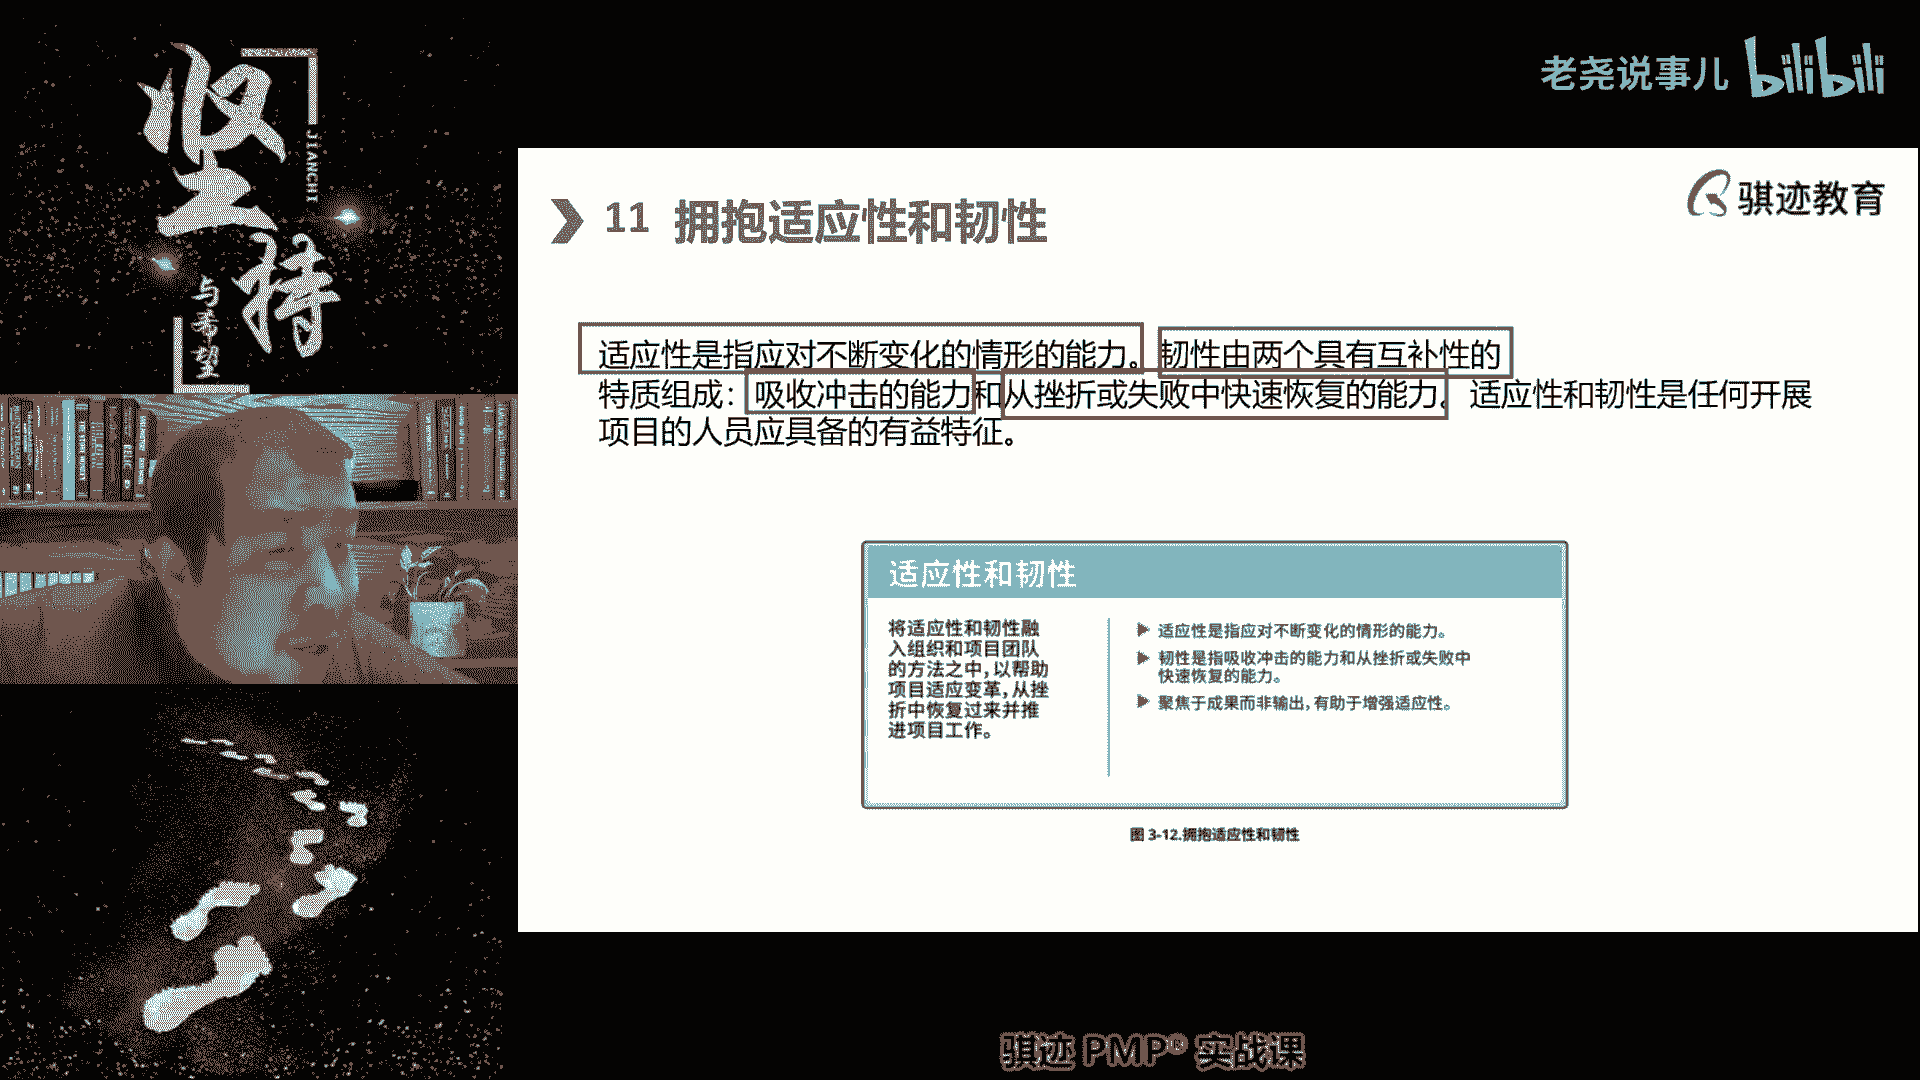 坚持
JIANCHI
与希望
老尧说事儿 bilibili
骐迹教育
11 拥抱适应性和韧性
适应性是指应对不断变化的情形的能力。韧性由两个具有互补性的
特质组成：吸收冲击的能力和从挫折或失败中快速恢复的能力。适应性和韧性是任何开展
项目的人员应具备的有益特征。
适应性和韧性
将适应性和韧性融
入组织和项目团队
的方法之中，以帮助
项目适应变革，从挫
折中恢复过来并推
进项目工作。
▶ 适应性是指应对不断变化的情形的能力。
▶ 韧性是指吸收冲击的能力和从挫折或失败中
快速恢复的能力。
▶ 聚焦于成果而非输出，有助于增强适应性。
图 3-12.拥抱适应性和韧性
骐迹 PMP® 实战课